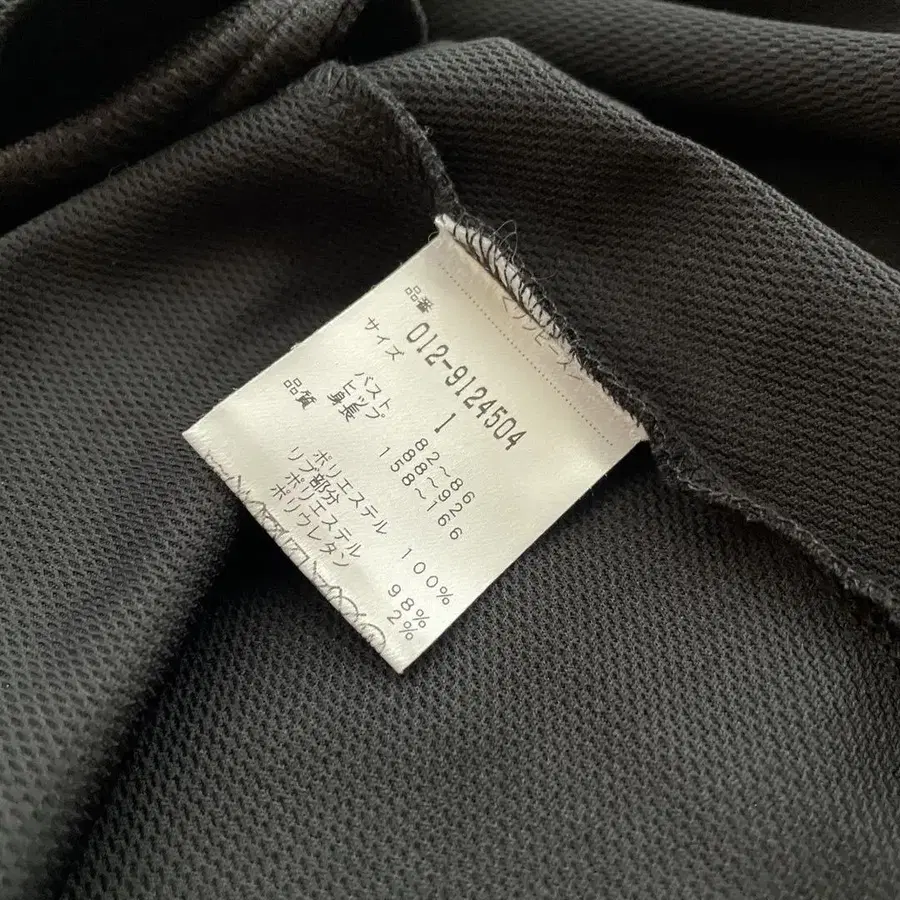 品番
012-9124504
サイズ 1
バスト 82～86
ヒップ 88～92
身長 158～166
品質
ポリエステル 100%
リブ部分
ポリエステル 98%
ポリウレタン 2%